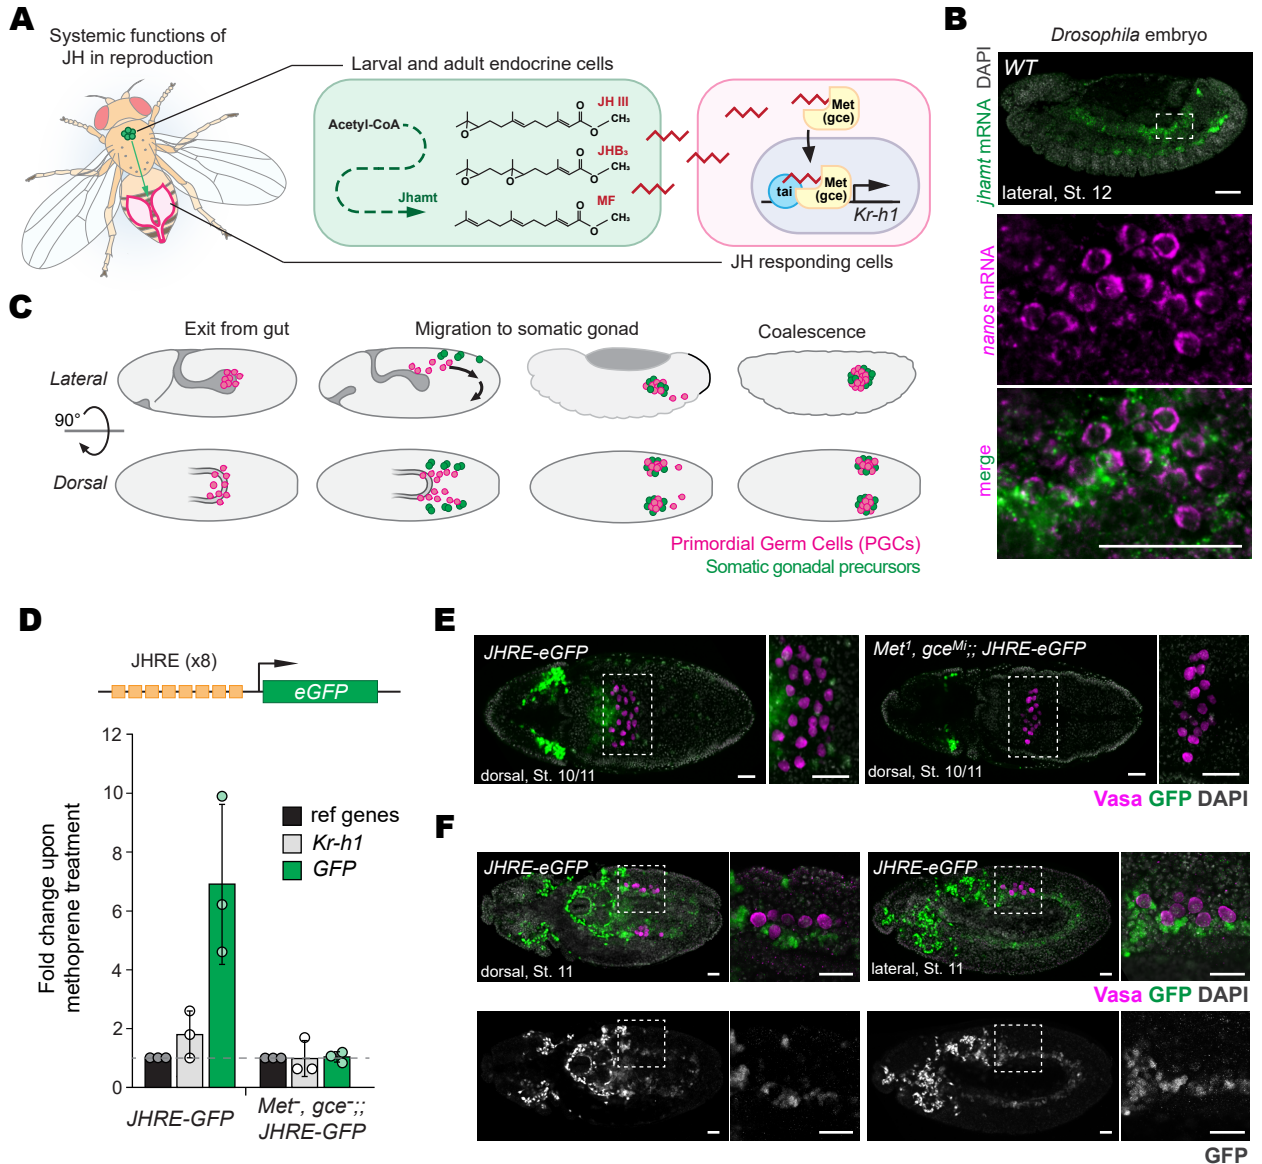 A
Systemic functions of
JH in reproduction
Larval and adult endocrine cells
Acetyl-CoA
Jhamt
JH III
O
O
O
CH₃
JHB₃
O
O
O
O
CH₃
MF
O
O
CH₃
Met
(gce)
tai
Met
(gce)
Kr-h1
JH responding cells
B
Drosophila embryo
jhamt mRNA DAPI
WT
lateral, St. 12
nanos mRNA
merge
C
Exit from gut
Migration to somatic gonad
Coalescence
Lateral
90°
Dorsal
Primordial Germ Cells (PGCs)
Somatic gonadal precursors
D
JHRE (x8)
eGFP
Fold change upon
methoprene treatment
12
10
8
6
4
2
0
ref genes
Kr-h1
GFP
JHRE-GFP
Met⁻, gce⁻;;
JHRE-GFP
E
JHRE-eGFP
dorsal, St. 10/11
Met¹, gceᴹⁱ;; JHRE-eGFP
dorsal, St. 10/11
Vasa GFP DAPI
F
JHRE-eGFP
dorsal, St. 11
JHRE-eGFP
lateral, St. 11
Vasa GFP DAPI
GFP